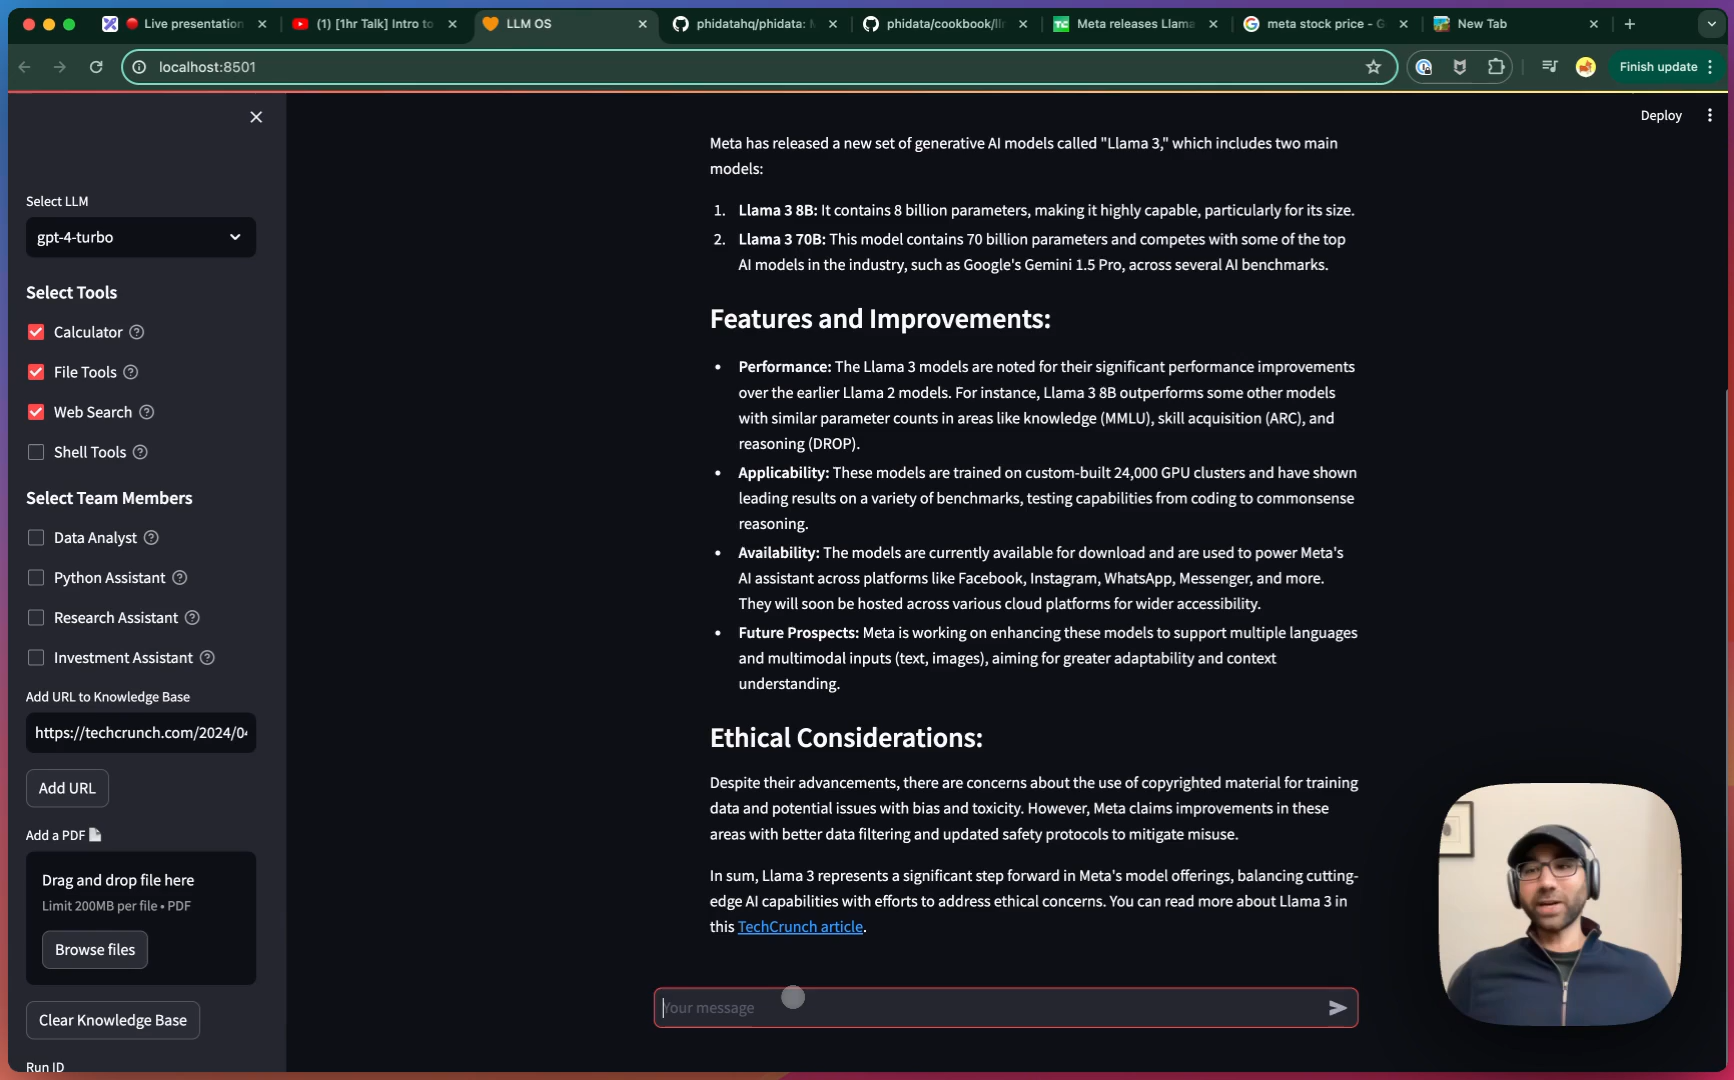 Live presentation
(1) [1hr Talk] Intro to
LLM OS
phidatahq/phidata:
phidata/cookbook/ll
Meta releases Llama
meta stock price - G
New Tab
localhost:8501
Finish update
Deploy
Select LLM
gpt-4-turbo
Select Tools
Calculator
File Tools
Web Search
Shell Tools
Select Team Members
Data Analyst
Python Assistant
Research Assistant
Investment Assistant
Add URL to Knowledge Base
https://techcrunch.com/2024/04
Add URL
Add a PDF
Drag and drop file here
Limit 200MB per file • PDF
Browse files
Clear Knowledge Base
Run ID
Meta has released a new set of generative AI models called "Llama 3," which includes two main
models:
1. Llama 3 8B: It contains 8 billion parameters, making it highly capable, particularly for its size.
2. Llama 3 70B: This model contains 70 billion parameters and competes with some of the top
AI models in the industry, such as Google's Gemini 1.5 Pro, across several AI benchmarks.
Features and Improvements:
• Performance: The Llama 3 models are noted for their significant performance improvements
over the earlier Llama 2 models. For instance, Llama 3 8B outperforms some other models
with similar parameter counts in areas like knowledge (MMLU), skill acquisition (ARC), and
reasoning (DROP).
• Applicability: These models are trained on custom-built 24,000 GPU clusters and have shown
leading results on a variety of benchmarks, testing capabilities from coding to commonsense
reasoning.
• Availability: The models are currently available for download and are used to power Meta's
AI assistant across platforms like Facebook, Instagram, WhatsApp, Messenger, and more.
They will soon be hosted across various cloud platforms for wider accessibility.
• Future Prospects: Meta is working on enhancing these models to support multiple languages
and multimodal inputs (text, images), aiming for greater adaptability and context
understanding.
Ethical Considerations:
Despite their advancements, there are concerns about the use of copyrighted material for training
data and potential issues with bias and toxicity. However, Meta claims improvements in these
areas with better data filtering and updated safety protocols to mitigate misuse.
In sum, Llama 3 represents a significant step forward in Meta's model offerings, balancing cutting-
edge AI capabilities with efforts to address ethical concerns. You can read more about Llama 3 in
this TechCrunch article.
Your message